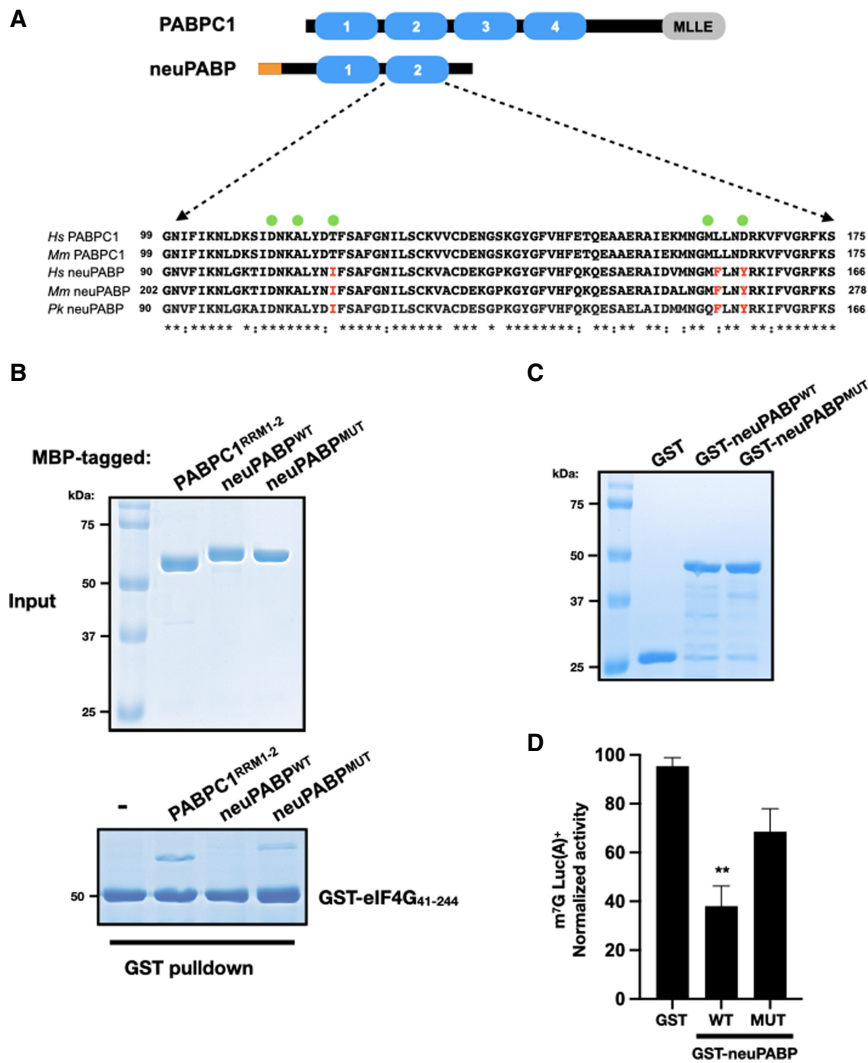 A
PABPC1 1 2 3 4 MLLE
neuPABP 1 2
Hs PABPC1 99 GNIFIKNLDKSIDNKALYDTFSAFGNILSCKVVCDENGSKGYGFVHFETQEAAERAIEKMNGMLLNDRKVFVGRFKS 175
Mm PABPC1 99 GNIFIKNLDKSIDNKALYDTFSAFGNILSCKVVCDENGSKGYGFVHFETQEAAERAIEKMNGMLLNDRKVFVGRFKS 175
Hs neuPABP 90 GNVFIKNLGKTIDNKALYNIFSAFGNILSCKVACDEKGPKGYGFVHFQKQESAERAIDVMNGMFLNYRKIFVGRFKS 166
Mm neuPABP 202 GNVFIKNLGKTIDNKALYNIFSAFGNILSCKVACDEKGPKGYGFVHFQKQESAERAIDALNGMFLNYRKIFVGRFKS 278
Pk neuPABP 90 GNIFIKNLGKAIDNKALYDIFSAFGDILSCKVVCDESGPKGYGFVHFQKQESAELAIDMMNGQFLNYRKIFVGRFKS 166
B
MBP-tagged:
PABPC1RRM1-2
neuPABPWT
neuPABPMUT
kDa:
75
50
37
25
Input
-
PABPC1RRM1-2
neuPABPWT
neuPABPMUT
50
GST-eIF4G41-244
GST pulldown
C
GST
GST-neuPABPWT
GST-neuPABPMUT
kDa:
75
50
37
25
D
m7G Luc(A)+
Normalized activity
100
80
60
40
20
0
**
GST WT MUT
GST-neuPABP